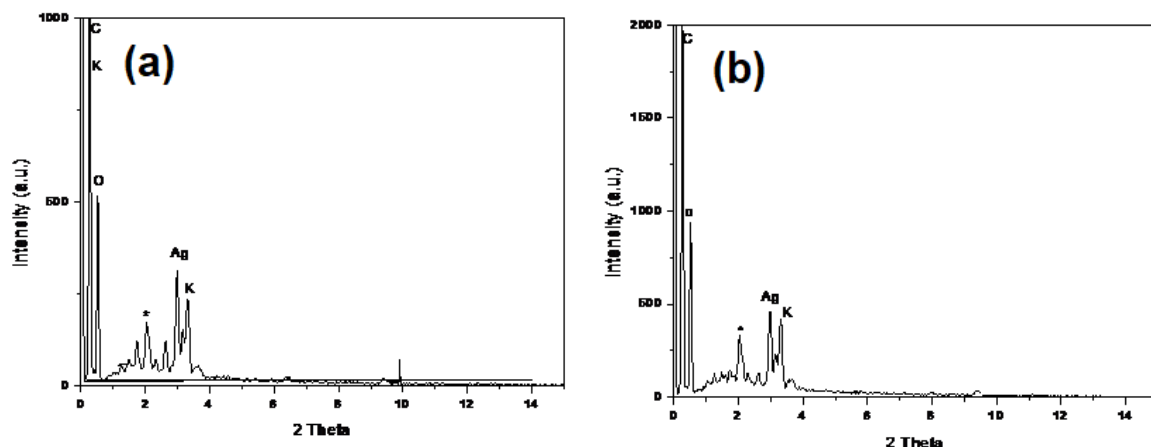 (a)
1000
500
0
C
K
O
*
Ag
K
Intensity (a.u.)
0 2 4 6 8 10 12 14
2 Theta
(b)
2000
1500
1000
500
0
C
O
*
Ag
K
Intensity (a.u.)
0 2 4 6 8 10 12 14
2 Theta